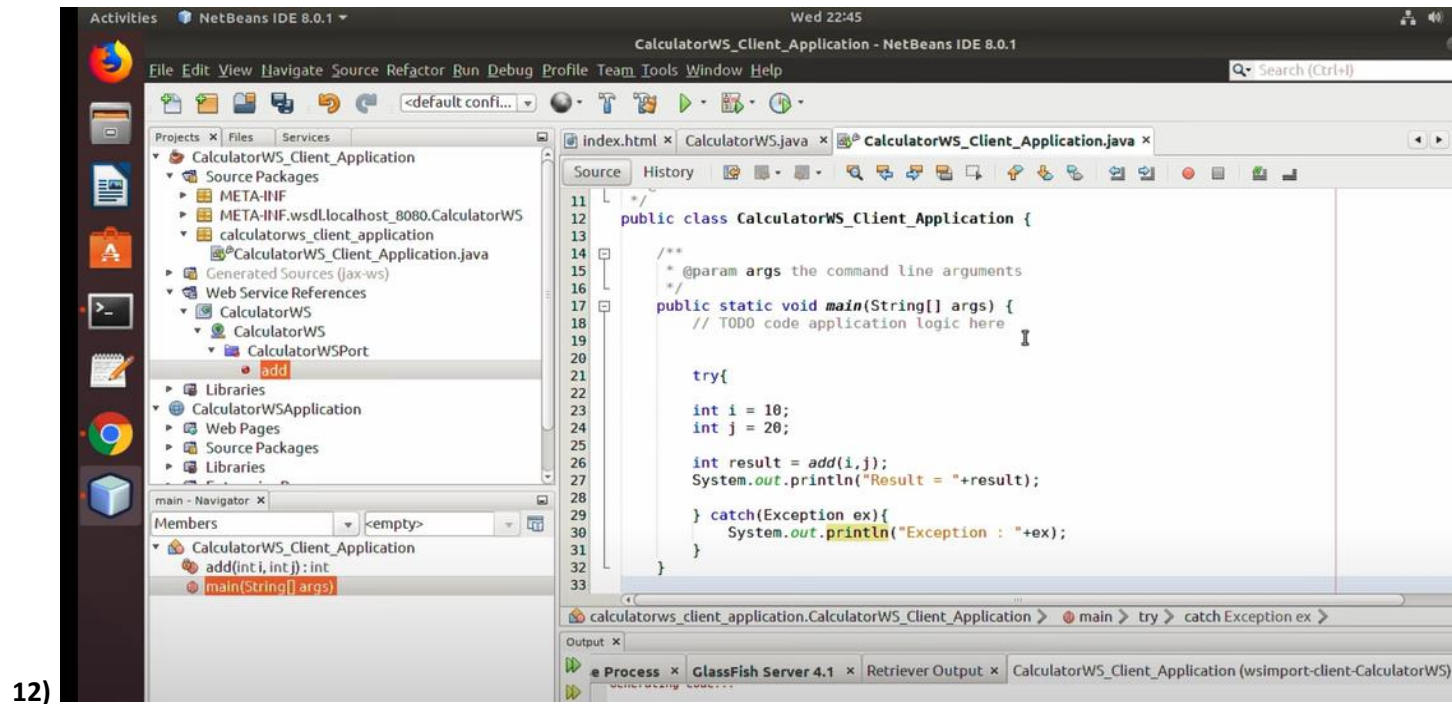 Activities NetBeans IDE 8.0.1 Wed 22:45
CalculatorWS_Client_Application - NetBeans IDE 8.0.1
File Edit View Navigate Source Refactor Run Debug Profile Team Tools Window Help
Search (Ctrl+I)
<default confi...
Projects Files Services
CalculatorWS_Client_Application
Source Packages
META-INF
META-INF.wsdl.localhost_8080.CalculatorWS
calculatorws_client_application
CalculatorWS_Client_Application.java
Generated Sources (jax-ws)
Web Service References
CalculatorWS
CalculatorWS
CalculatorWSPort
add
Libraries
CalculatorWSApplication
Web Pages
Source Packages
Libraries
main - Navigator
Members <empty>
CalculatorWS_Client_Application
add(int i, int j) : int
main(String[] args)
index.html CalculatorWS.java CalculatorWS_Client_Application.java
Source History
11 */
12 public class CalculatorWS_Client_Application {
13
14 /**
15 * @param args the command line arguments
16 */
17 public static void main(String[] args) {
18 // TODO code application logic here
19
20
21 try{
22
23 int i = 10;
24 int j = 20;
25
26 int result = add(i,j);
27 System.out.println("Result = "+result);
28
29 } catch(Exception ex){
30 System.out.println("Exception : "+ex);
31 }
32 }
33
calculatorws_client_application.CalculatorWS_Client_Application main try catch Exception ex
Output
e Process GlassFish Server 4.1 Retriever Output CalculatorWS_Client_Application (wsimport-client-CalculatorWS)
12)